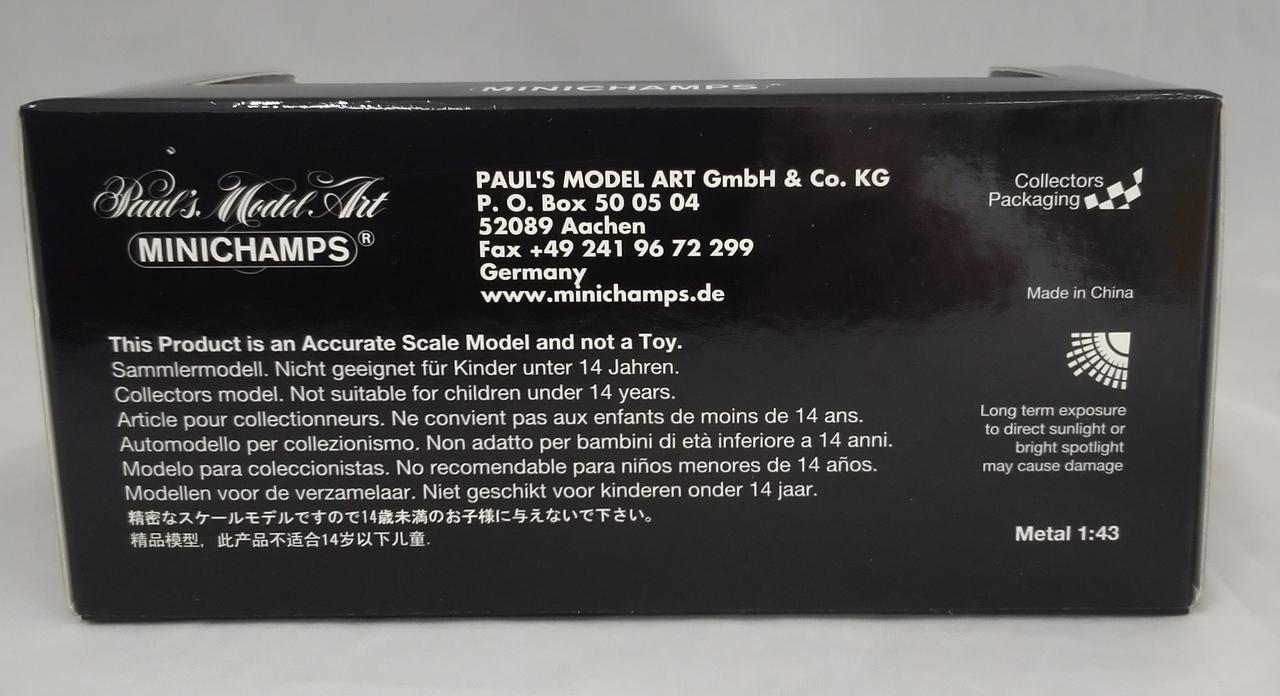 MINICHAMPS
Paul's Model Art
MINICHAMPS®
PAUL'S MODEL ART GmbH & Co. KG
P. O. Box 50 05 04
52089 Aachen
Fax +49 241 96 72 299
Germany
www.minichamps.de
Collectors
Packaging
Made in China
This Product is an Accurate Scale Model and not a Toy.
Sammlermodell. Nicht geeignet für Kinder unter 14 Jahren.
Collectors model. Not suitable for children under 14 years.
Article pour collectionneurs. Ne convient pas aux enfants de moins de 14 ans.
Automodello per collezionismo. Non adatto per bambini di età inferiore a 14 anni.
Modelo para coleccionistas. No recomendable para niños menores de 14 años.
Modellen voor de verzamelaar. Niet geschikt voor kinderen onder 14 jaar.
精密なスケールモデルですので14歳未満のお子様に与えないで下さい。
精品模型，此产品不适合14岁以下儿童.
Long term exposure
to direct sunlight or
bright spotlight
may cause damage
Metal 1:43